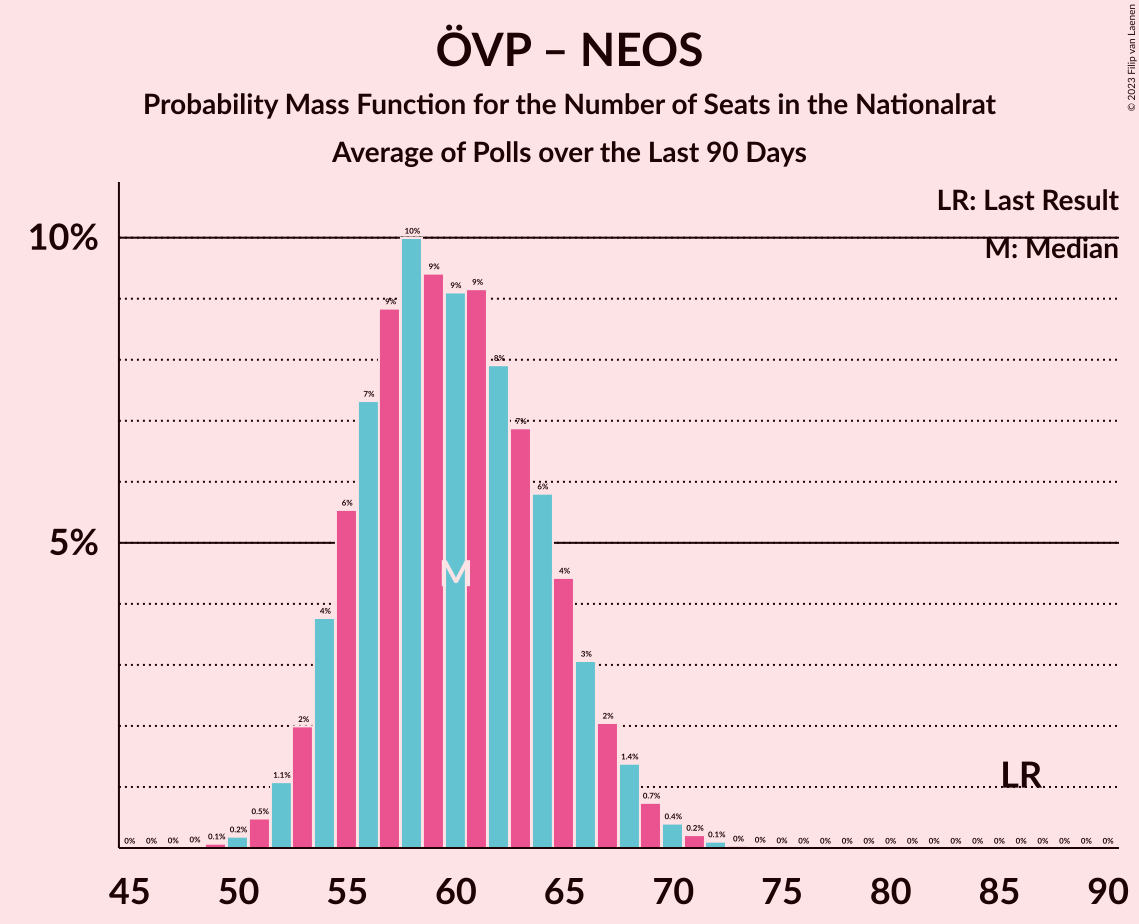 ÖVP – NEOS
Probability Mass Function for the Number of Seats in the Nationalrat
Average of Polls over the Last 90 Days
© 2023 Filip van Laenen
LR: Last Result
M: Median
10%
5%
0% 0% 0% 0% 0.1% 0.2% 0.5% 1.1% 2% 4% 6% 7% 9% 10% 9% 9% 9% 8% 7% 6% 4% 3% 2% 1.4% 0.7% 0.4% 0.2% 0.1% 0% 0% 0% 0% 0% 0% 0% 0% 0% 0% 0% 0% 0% 0% 0% 0% 0% 0%
M
LR
45 50 55 60 65 70 75 80 85 90